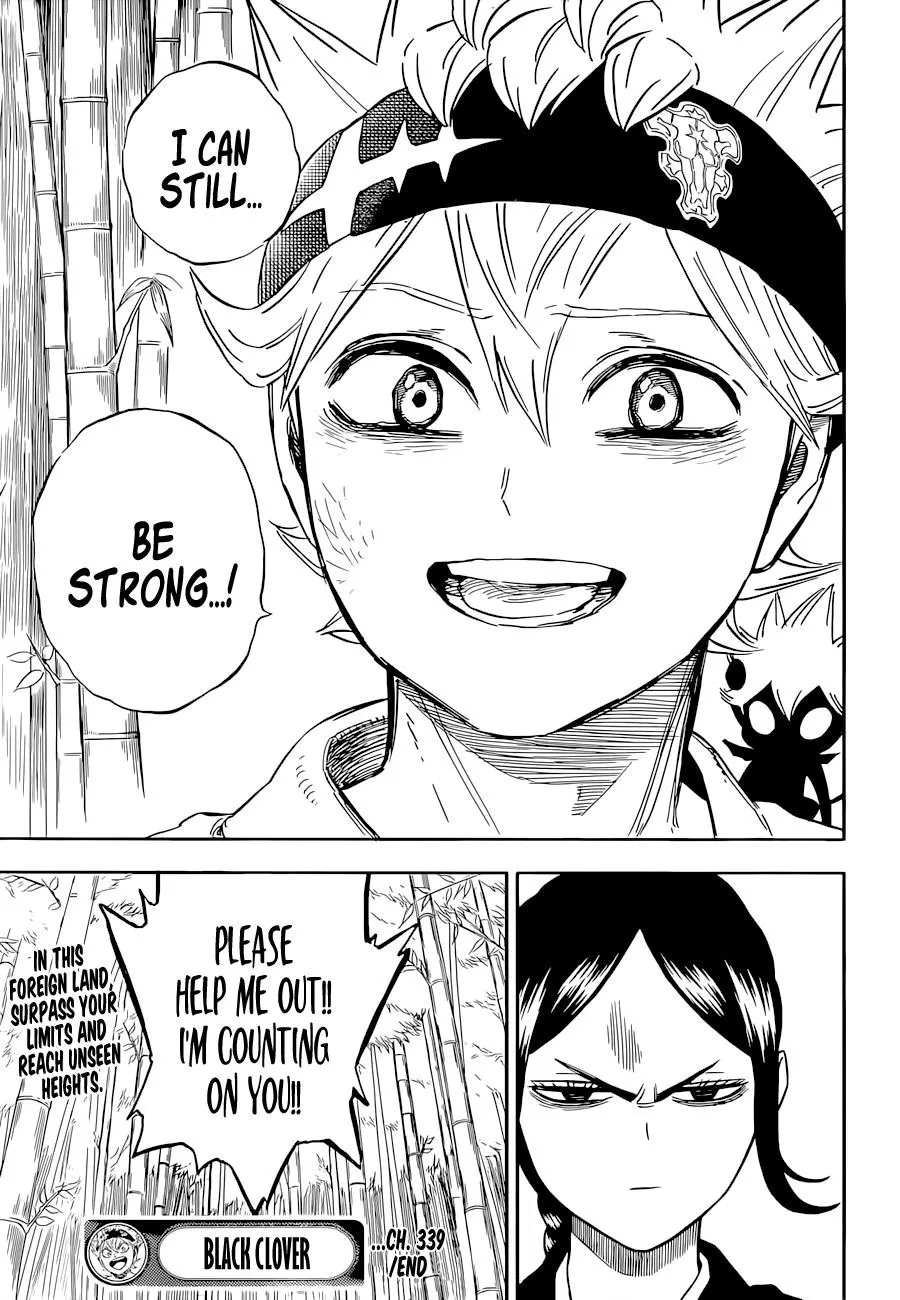 I CAN
STILL...
BE
STRONG...!
PLEASE
HELP ME OUT!!
I'M COUNTING
ON YOU!!
IN THIS
FOREIGN LAND,
SURPASS YOUR
LIMITS AND
REACH UNSEEN
HEIGHTS.
BLACK CLOVER
...CH. 339
/END